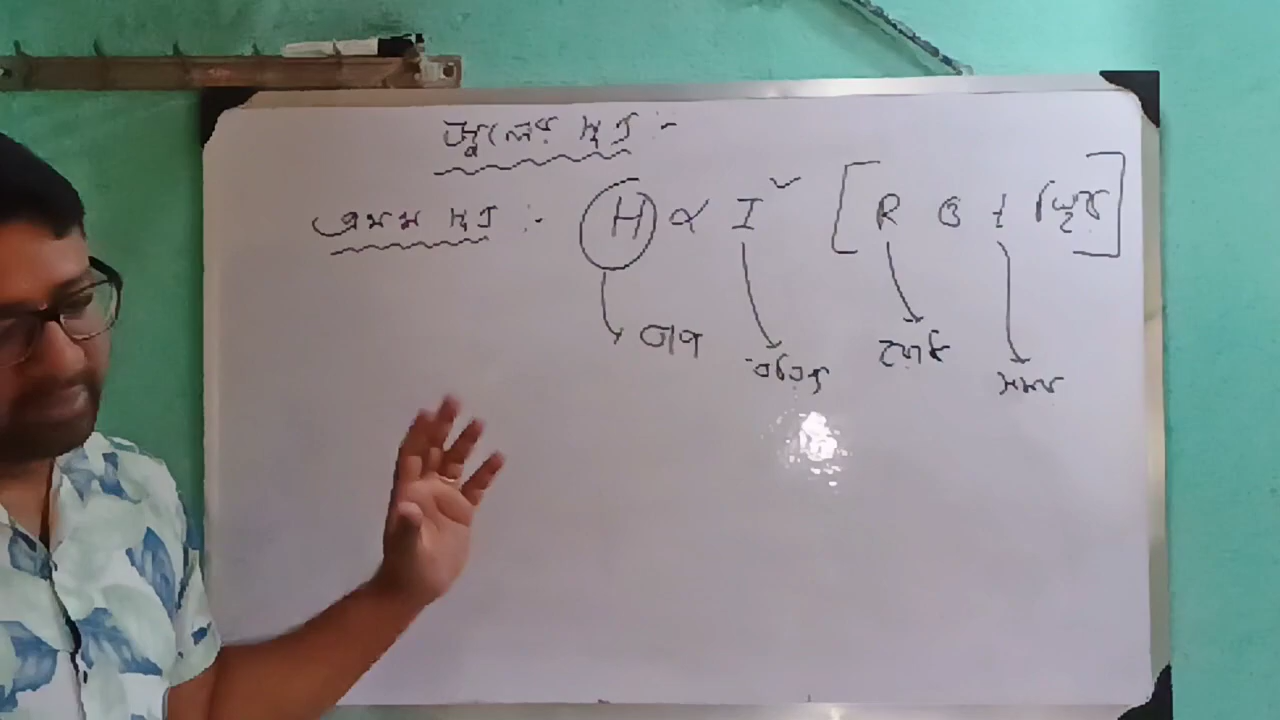 জুলের সূত্র :-
প্রথম সূত্র :- H ∝ I² [R ও t স্থির]
তাপ
তড়িৎ
রোধ
সময়